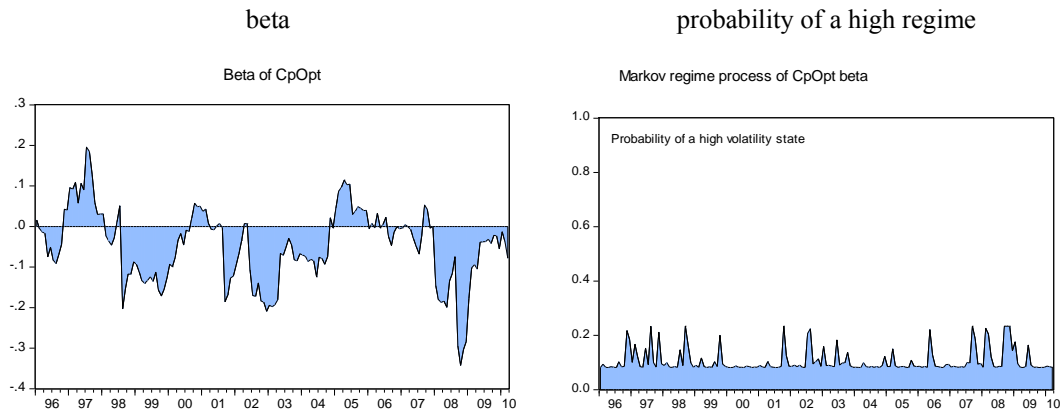 beta
probability of a high regime
Beta of CpOpt
Markov regime process of CpOpt beta
.3
.2
.1
.0
-.1
-.2
-.3
-.4
96 97 98 99 00 01 02 03 04 05 06 07 08 09 10
1.0
Probability of a high volatility state
0.8
0.6
0.4
0.2
0.0
96 97 98 99 00 01 02 03 04 05 06 07 08 09 10